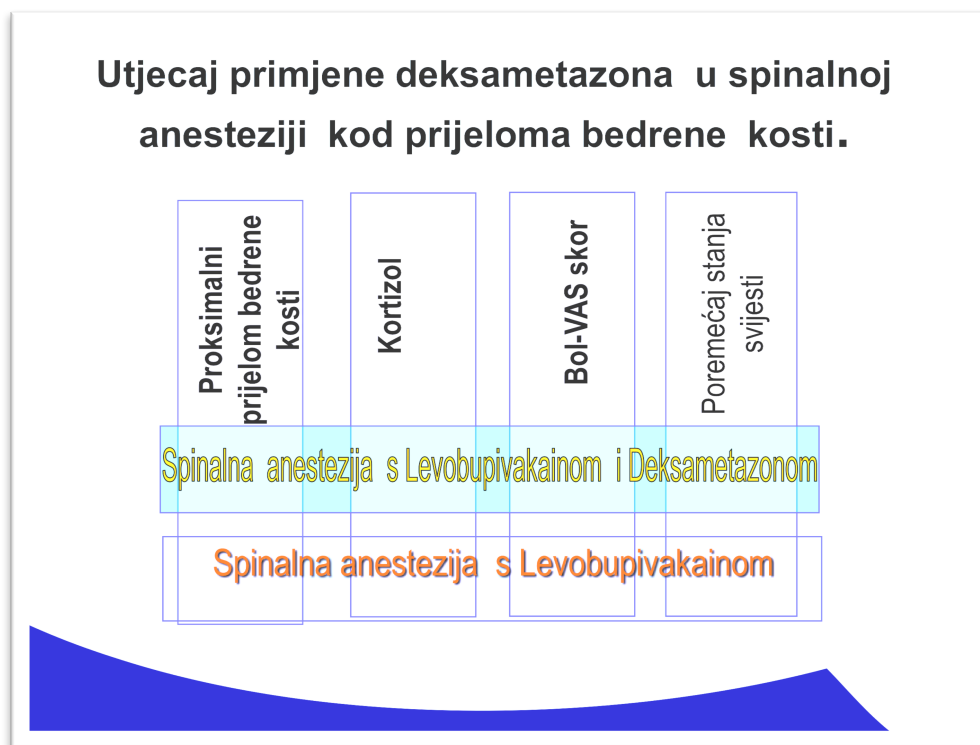 Utjecaj primjene deksametazona u spinalnoj
anesteziji kod prijeloma bedrene kosti.
Proksimalni
prijelom bedrene
kosti
Kortizol
Bol-VAS skor
Poremećaj stanja
svijesti
Spinalna anestezija s Levobupivakainom i Deksametazonom
Spinalna anestezija s Levobupivakainom